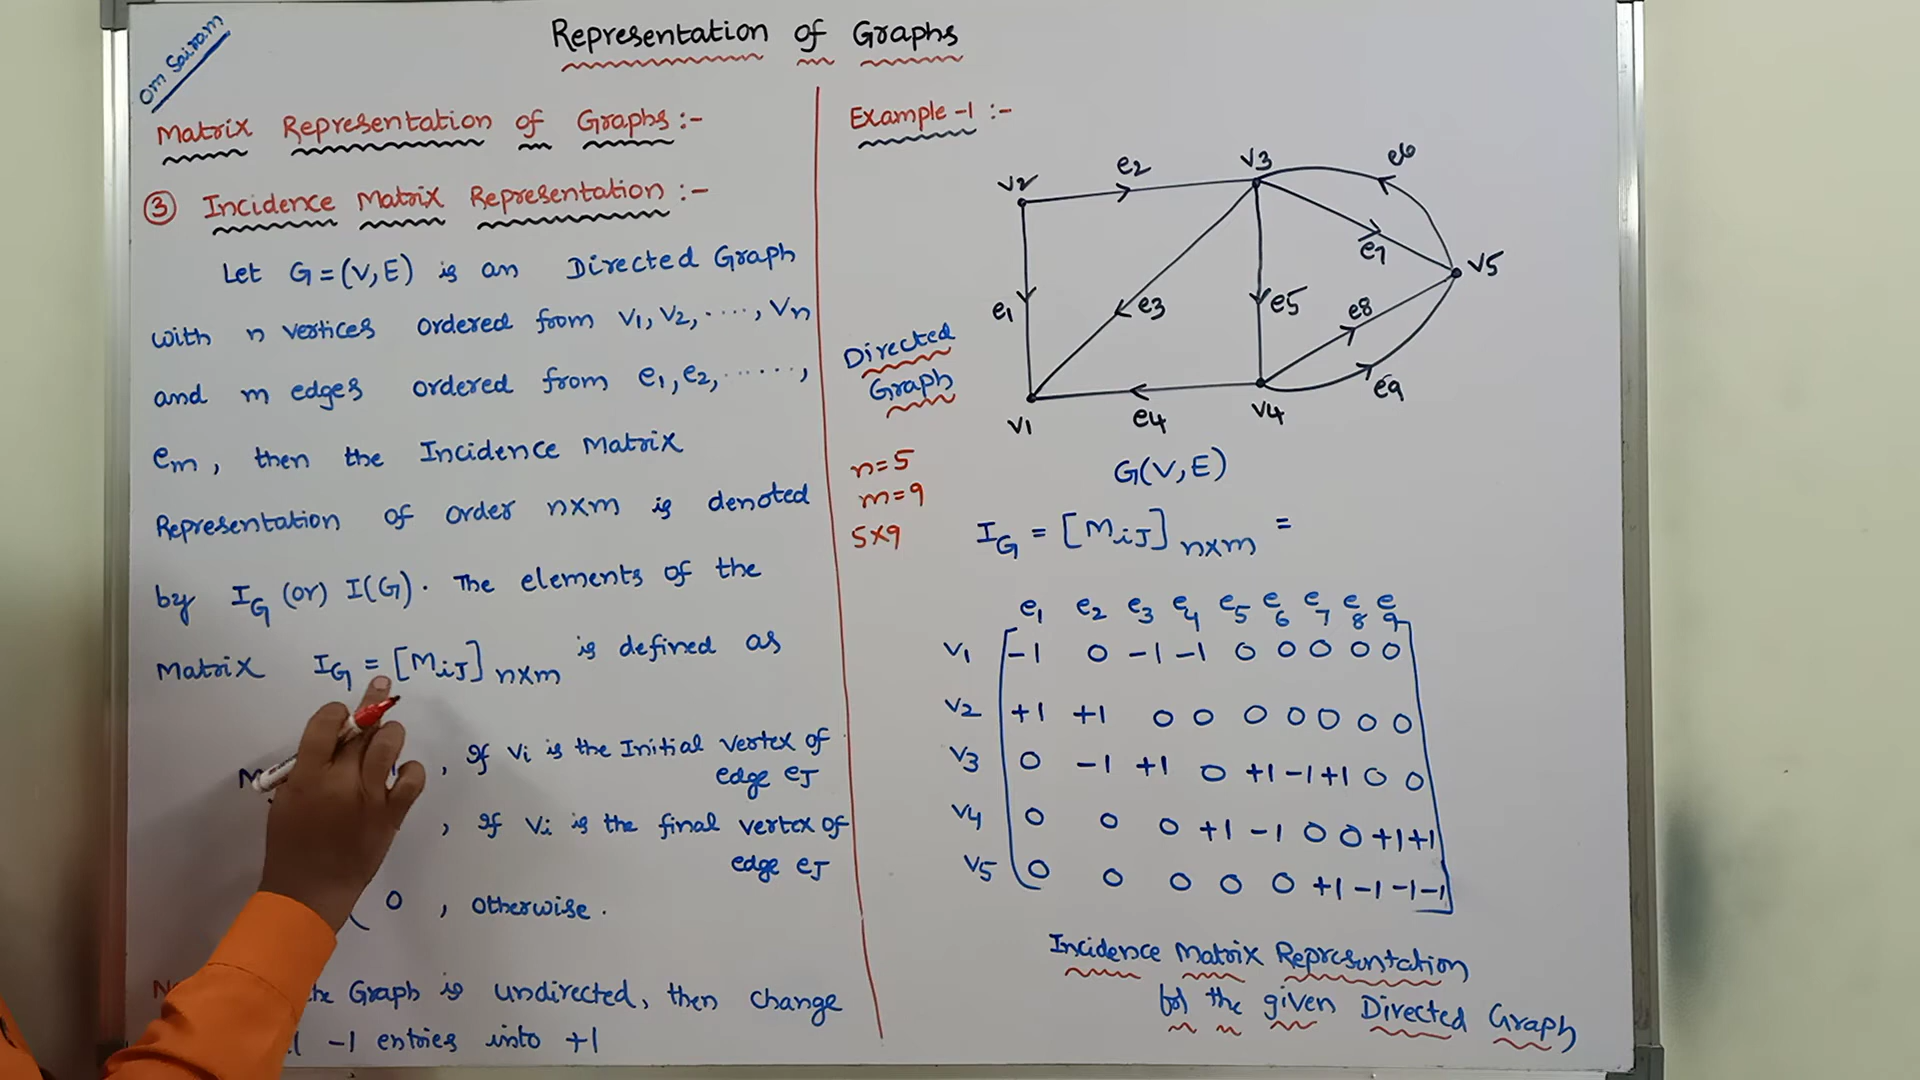 Om Sairam
Representation of Graphs
Matrix Representation of Graphs:-
③ Incidence Matrix Representation:-
Let G=(V,E) is an Directed Graph
with n vertices ordered from V1,V2,....,Vn
and m edges ordered from e1,e2,......,
em, then the Incidence Matrix
Representation of order nxm is denoted
by IG (or) I(G). The elements of the
Matrix IG = [MiJ] nxm is defined as
, If Vi is the Initial vertex of
edge eJ
, If Vi is the final vertex of
edge eJ
0 , otherwise.
the Graph is undirected, then change
-1 entries into +1
Example-1:-
V2 e2 V3 e6
e7 V5
e1 e3 e5 e8
V1 e4 V4 e9
Directed
Graph
G(V,E)
n=5
m=9
5x9
IG = [MiJ] nxm =
e1 e2 e3 e4 e5 e6 e7 e8 e9
V1 -1 0 -1 -1 0 0 0 0 0
V2 +1 +1 0 0 0 0 0 0 0
V3 0 -1 +1 0 +1 -1 +1 0 0
V4 0 0 0 +1 -1 0 0 +1 +1
V5 0 0 0 0 0 +1 -1 -1 -1
Incidence Matrix Representation
for the given Directed Graph